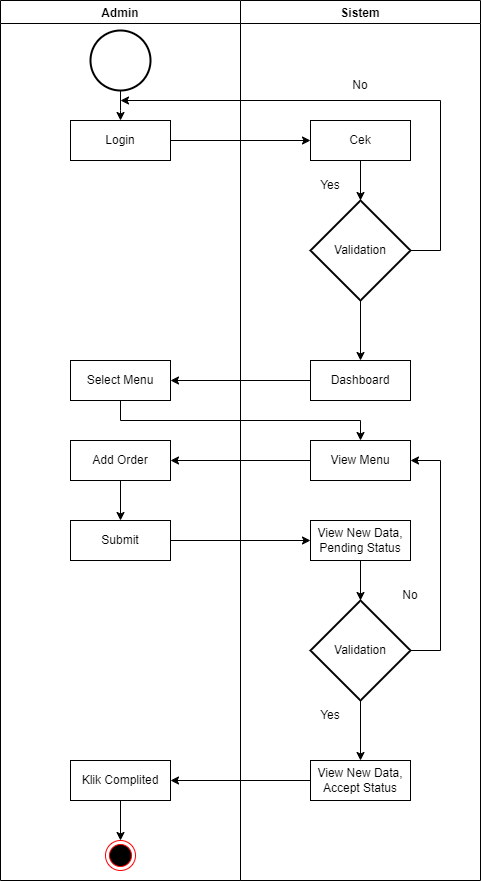 Admin
Sistem
No
Login
Cek
Yes
Validation
Select Menu
Dashboard
Add Order
View Menu
Submit
View New Data,
Pending Status
No
Validation
Yes
Klik Complited
View New Data,
Accept Status